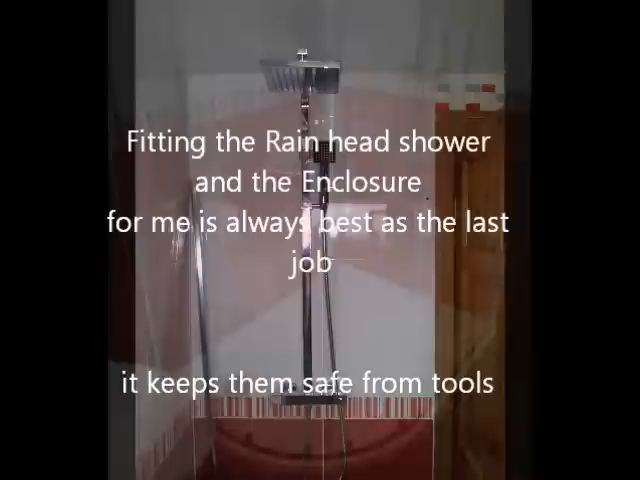 Fitting the Rain head shower
and the Enclosure
for me is always best as the last
job
it keeps them safe from tools